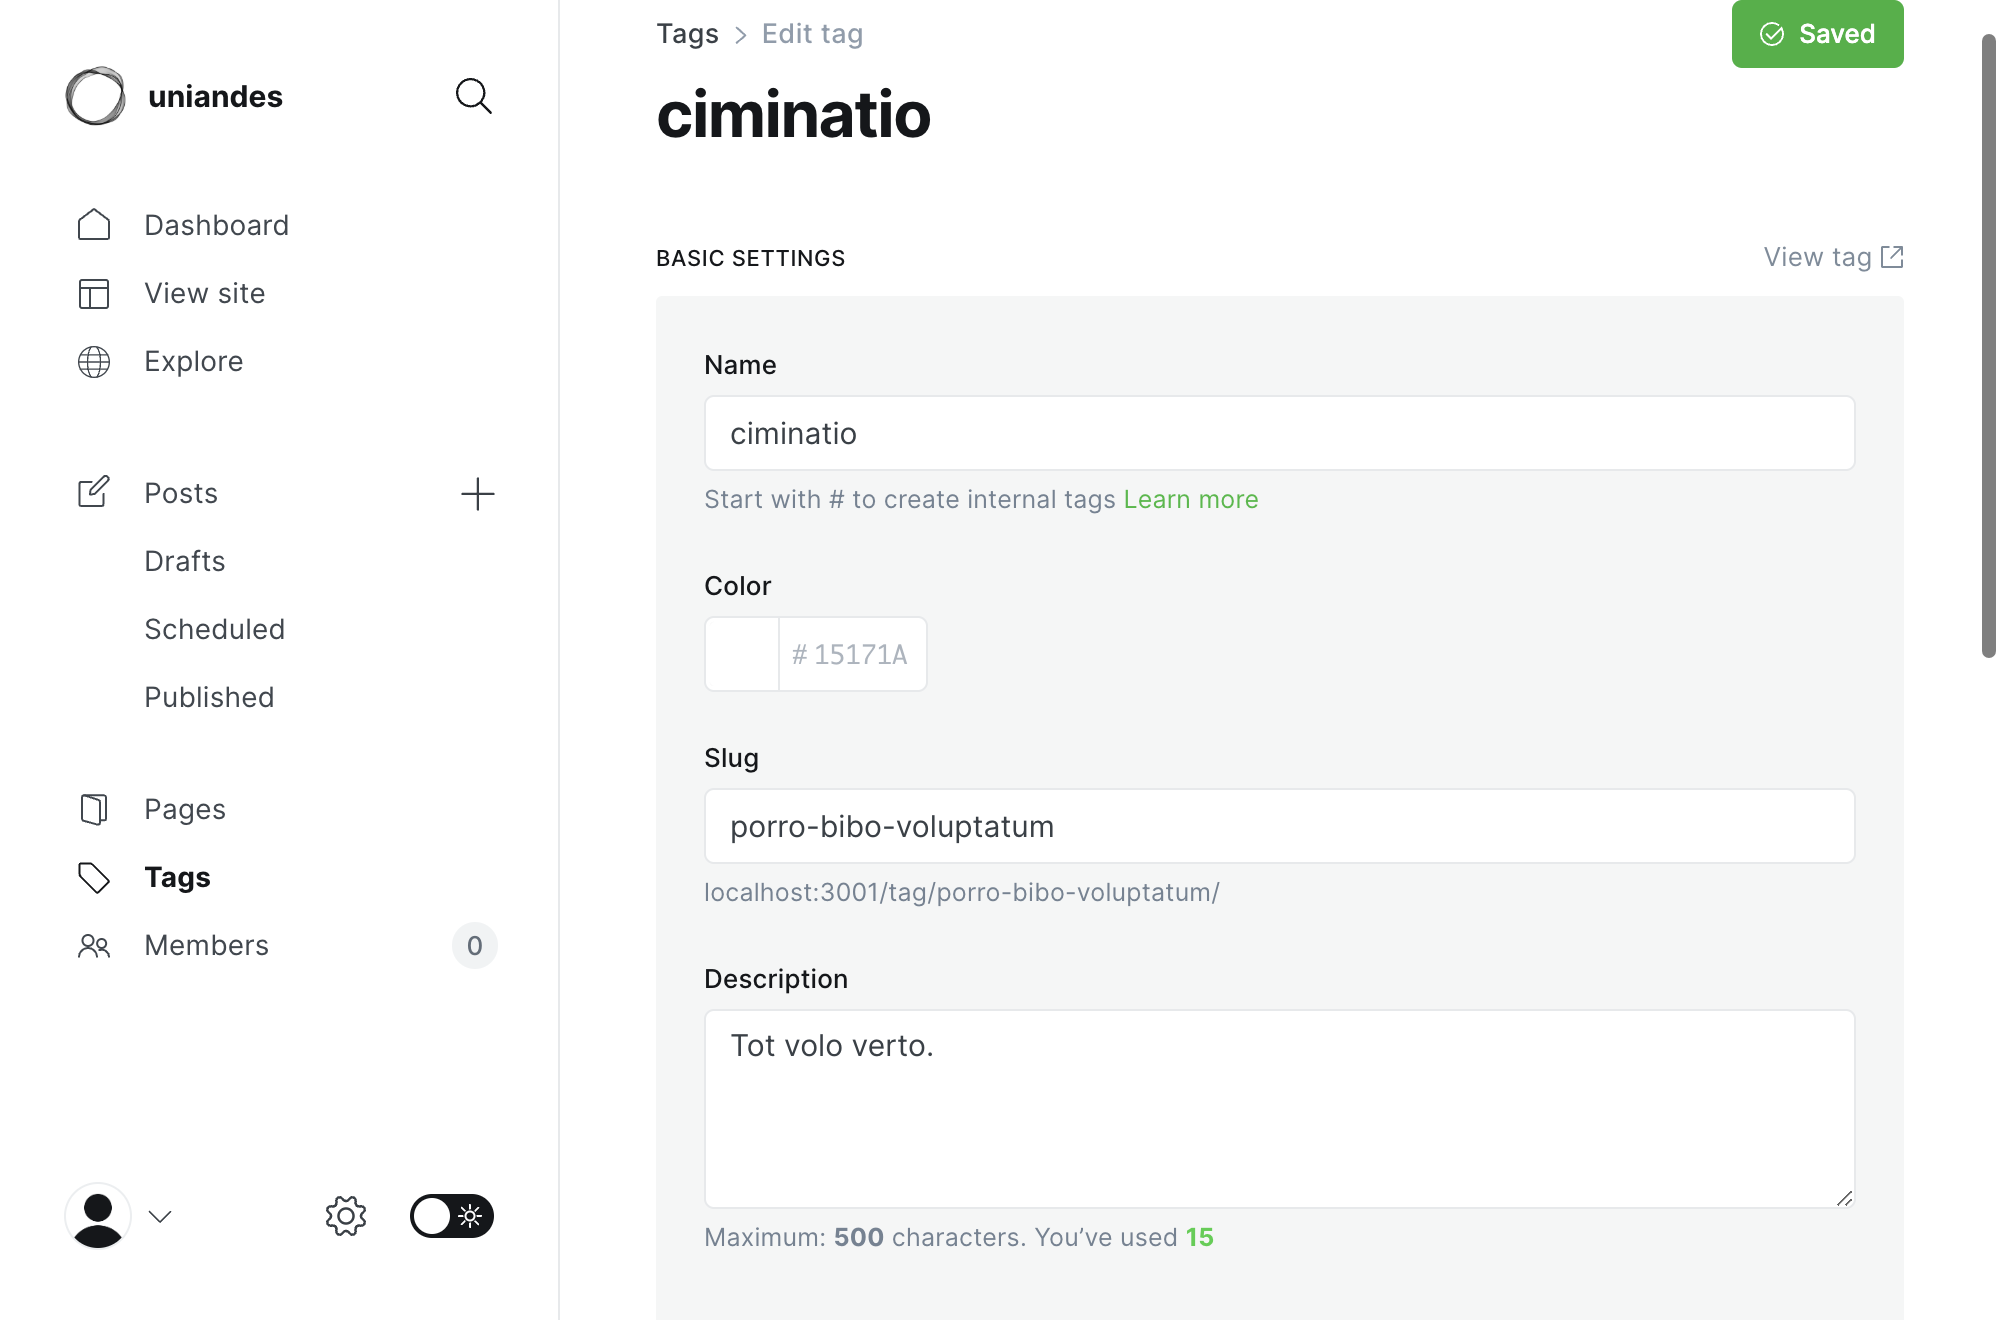 uniandes
Dashboard
View site
Explore
Posts
Drafts
Scheduled
Published
Pages
Tags
Members
0
Tags > Edit tag
Saved
ciminatio
BASIC SETTINGS
View tag
Name
ciminatio
Start with # to create internal tags Learn more
Color
# 15171A
Slug
porro-bibo-voluptatum
localhost:3001/tag/porro-bibo-voluptatum/
Description
Tot volo verto.
Maximum: 500 characters. You’ve used 15